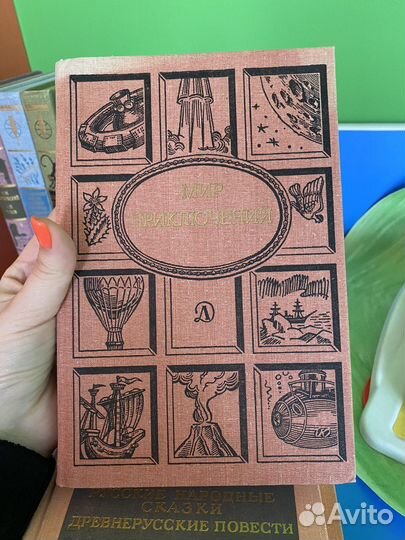 МИР
ПРИКЛЮЧЕНИЙ
Д
РУССКИЕ НАРОДНЫЕ
СКАЗКИ
ДРЕВНЕРУССКИЕ ПОВЕСТИ
Avito